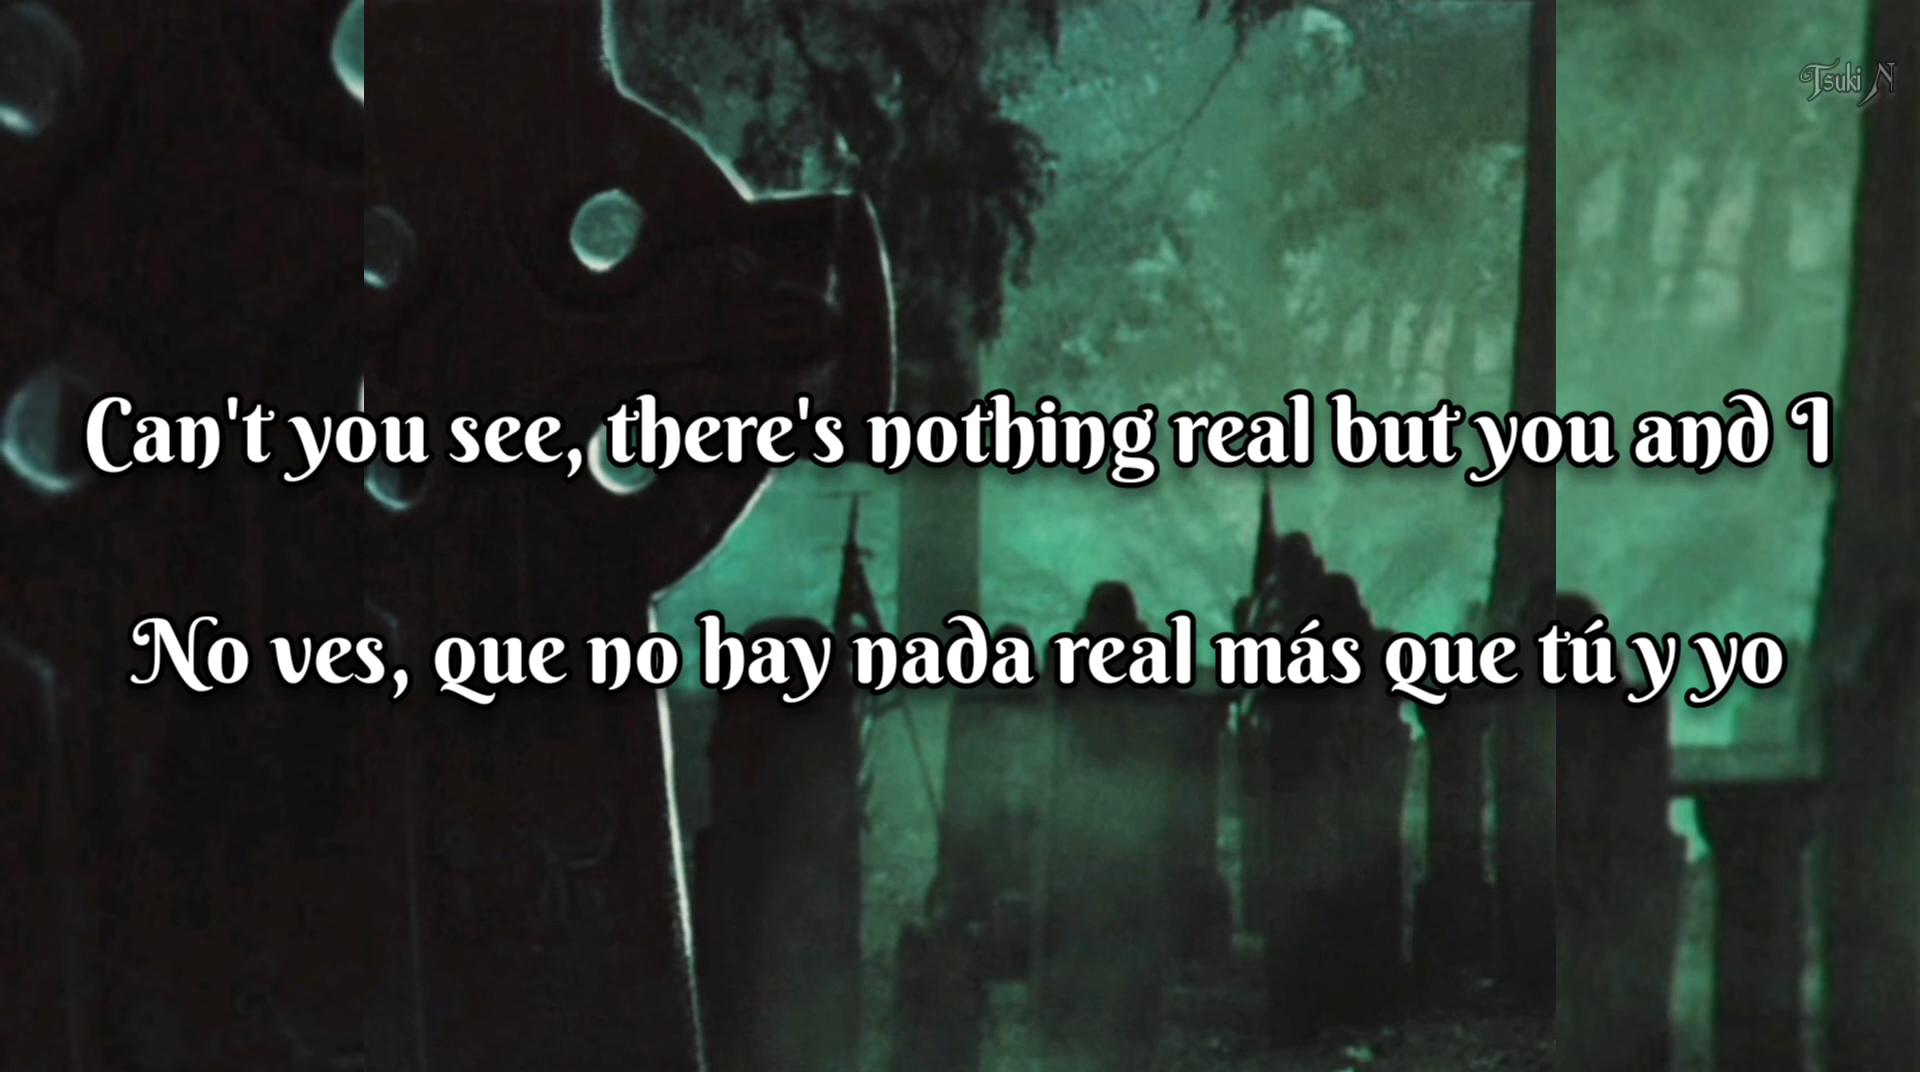 Tsuki N
Can't you see, there's nothing real but you and I
No ves, que no hay nada real más que tú y yo